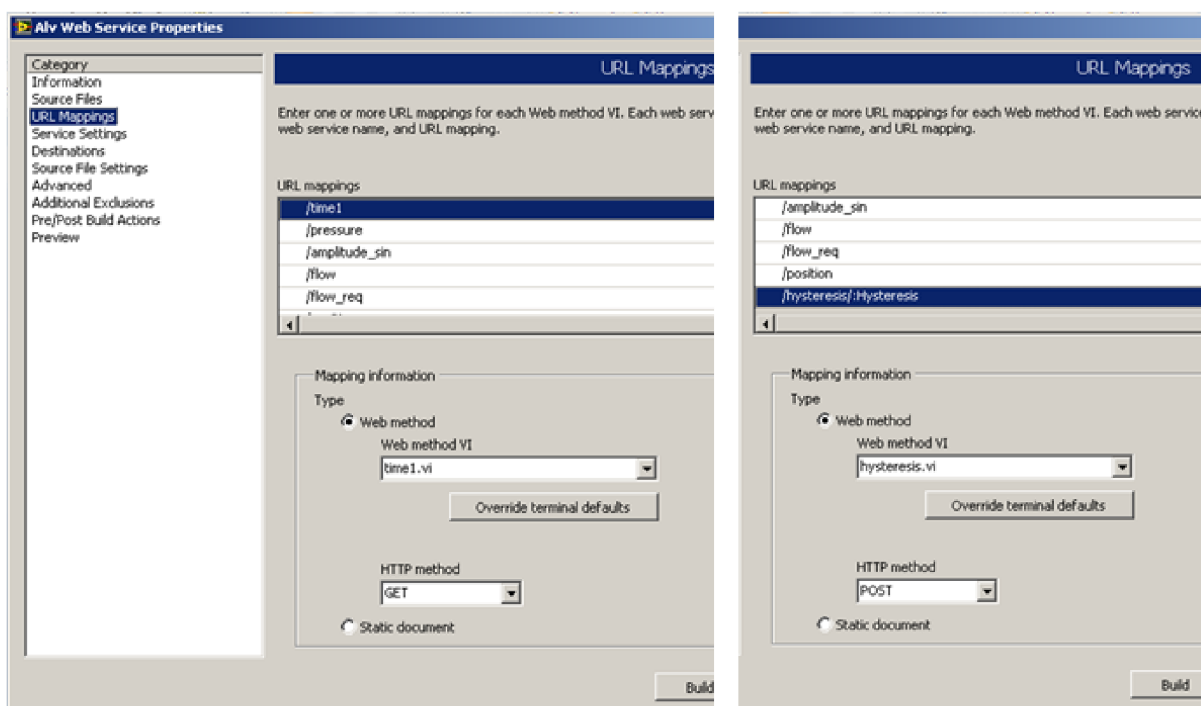 Alv Web Service Properties
Category
Information
Source Files
URL Mappings
Service Settings
Destinations
Source File Settings
Advanced
Additional Exclusions
Pre/Post Build Actions
Preview
URL Mappings
Enter one or more URL mappings for each Web method VI. Each web serv
web service name, and URL mapping.
URL mappings
/time1
/pressure
/amplitude_sin
/flow
/flow_req
Mapping information
Type
Web method
Web method VI
time1.vi
Override terminal defaults
HTTP method
GET
Static document
Build
URL Mappings
Enter one or more URL mappings for each Web method VI. Each web service
web service name, and URL mapping.
URL mappings
/amplitude_sin
/flow
/flow_req
/position
/hysteresis/:Hysteresis
Mapping information
Type
Web method
Web method VI
hysteresis.vi
Override terminal defaults
HTTP method
POST
Static document
Build